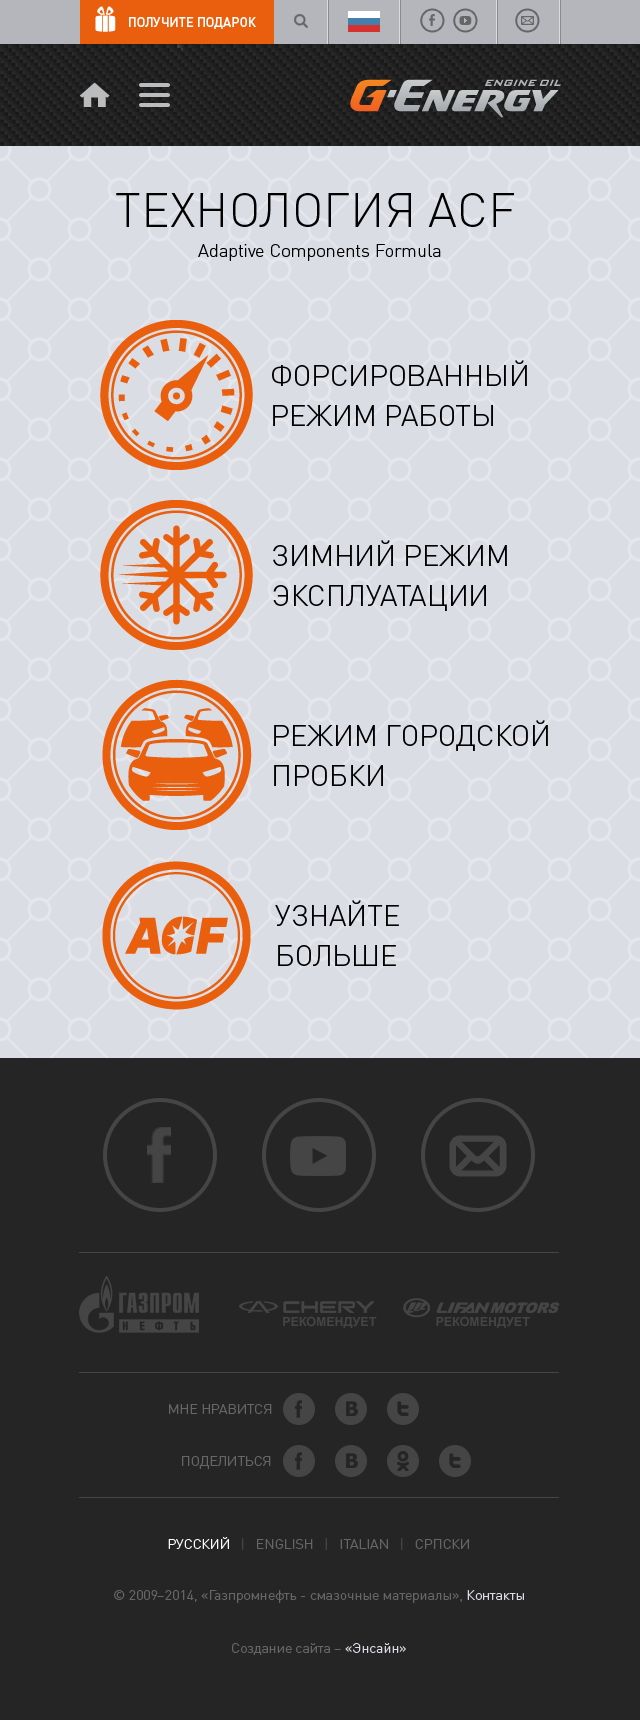 ПОЛУЧИТЕ ПОДАРОК
ENGINE OIL
G-ENERGY
ТЕХНОЛОГИЯ ACF
Adaptive Components Formula
ФОРСИРОВАННЫЙ
РЕЖИМ РАБОТЫ
ЗИМНИЙ РЕЖИМ
ЭКСПЛУАТАЦИИ
РЕЖИМ ГОРОДСКОЙ
ПРОБКИ
ACF
УЗНАЙТЕ
БОЛЬШЕ
ГАЗПРОМ
НЕФТЬ
CHERY
РЕКОМЕНДУЕТ
LIFAN MOTORS
РЕКОМЕНДУЕТ
МНЕ НРАВИТСЯ
ПОДЕЛИТЬСЯ
РУССКИЙ | ENGLISH | ITALIAN | СРПСКИ
© 2009–2014, «Газпромнефть - смазочные материалы», Контакты
Создание сайта – «Энсайн»